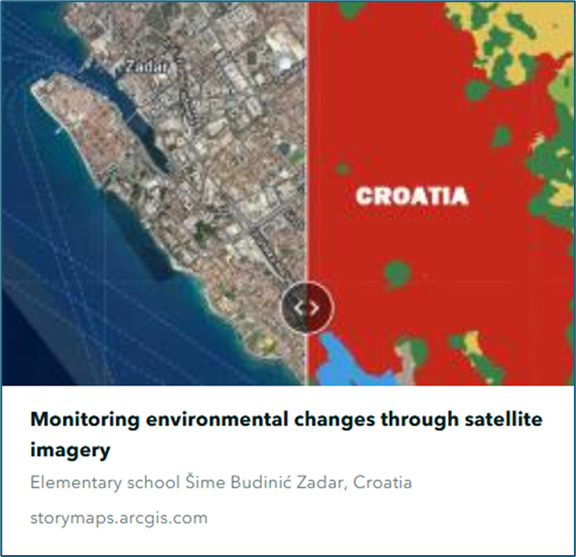 Zadar
CROATIA
Monitoring environmental changes through satellite
imagery
Elementary school Šime Budinić Zadar, Croatia
storymaps.arcgis.com